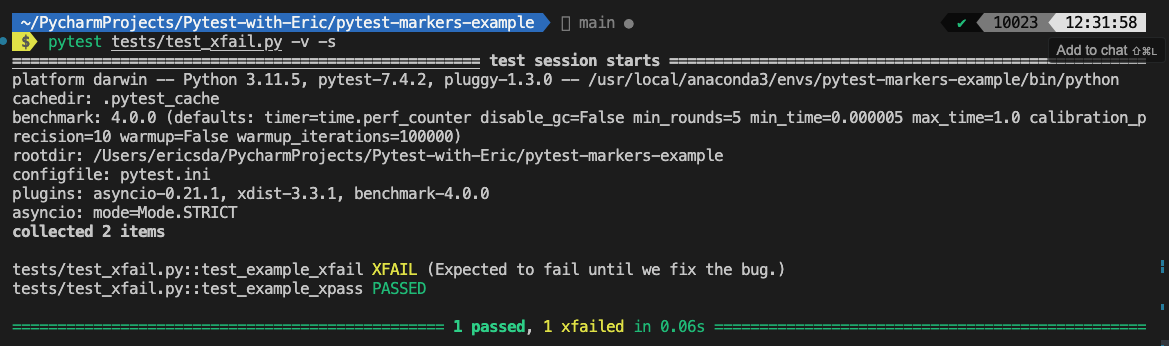 ~/PycharmProjects/Pytest-with-Eric/pytest-markers-example main ● ✔ 10023 12:31:58
$ pytest tests/test_xfail.py -v -s
Add to chat ⇧⌘L
============================================== test session starts ==============================================
platform darwin -- Python 3.11.5, pytest-7.4.2, pluggy-1.3.0 -- /usr/local/anaconda3/envs/pytest-markers-example/bin/python
cachedir: .pytest_cache
benchmark: 4.0.0 (defaults: timer=time.perf_counter disable_gc=False min_rounds=5 min_time=0.000005 max_time=1.0 calibration_p
recision=10 warmup=False warmup_iterations=100000)
rootdir: /Users/ericsda/PycharmProjects/Pytest-with-Eric/pytest-markers-example
configfile: pytest.ini
plugins: asyncio-0.21.1, xdist-3.3.1, benchmark-4.0.0
asyncio: mode=Mode.STRICT
collected 2 items
tests/test_xfail.py::test_example_xfail XFAIL (Expected to fail until we fix the bug.)
tests/test_xfail.py::test_example_xpass PASSED
================================================ 1 passed, 1 xfailed in 0.06s ================================================